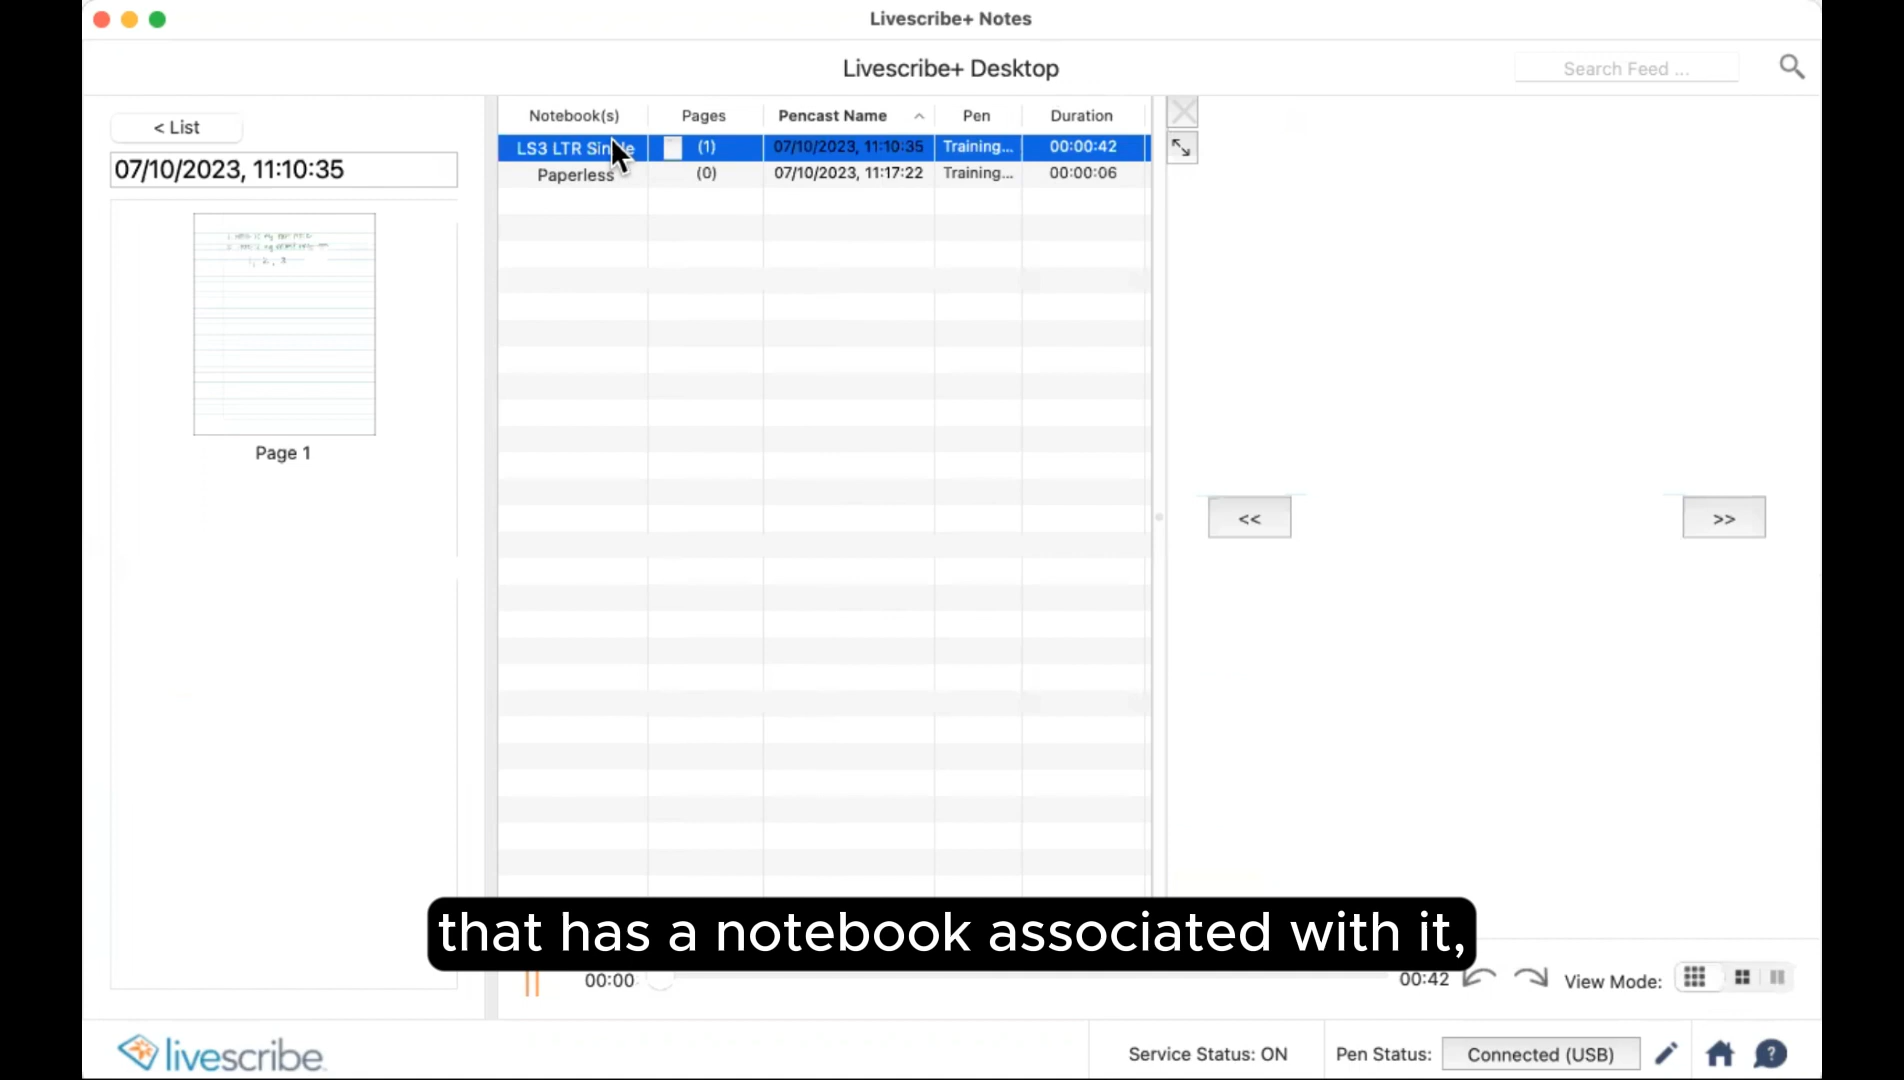 Livescribe+ Notes
Livescribe+ Desktop
Search Feed ...
< List
07/10/2023, 11:10:35
Page 1
Notebook(s) Pages Pencast Name Pen Duration
LS3 LTR Single (1) 07/10/2023, 11:10:35 Training... 00:00:42
Paperless (0) 07/10/2023, 11:17:22 Training... 00:00:06
<<
>>
that has a notebook associated with it,
00:00
00:42
View Mode:
livescribe
Service Status: ON
Pen Status:
Connected (USB)
?